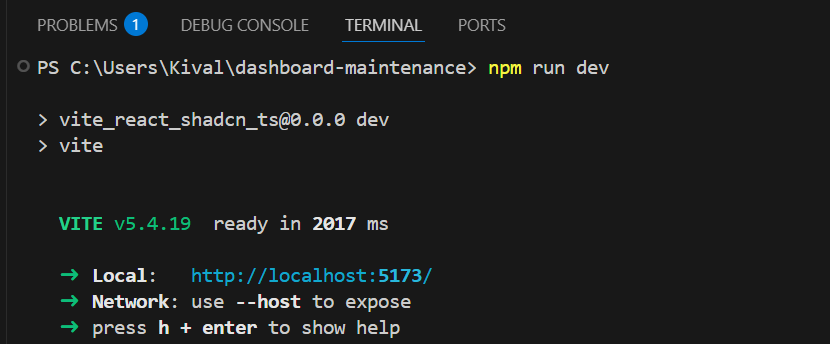 PROBLEMS 1 DEBUG CONSOLE TERMINAL PORTS
PS C:\Users\Kival\dashboard-maintenance> npm run dev
> vite_react_shadcn_ts@0.0.0 dev
> vite
VITE v5.4.19 ready in 2017 ms
➜ Local: http://localhost:5173/
➜ Network: use --host to expose
➜ press h + enter to show help